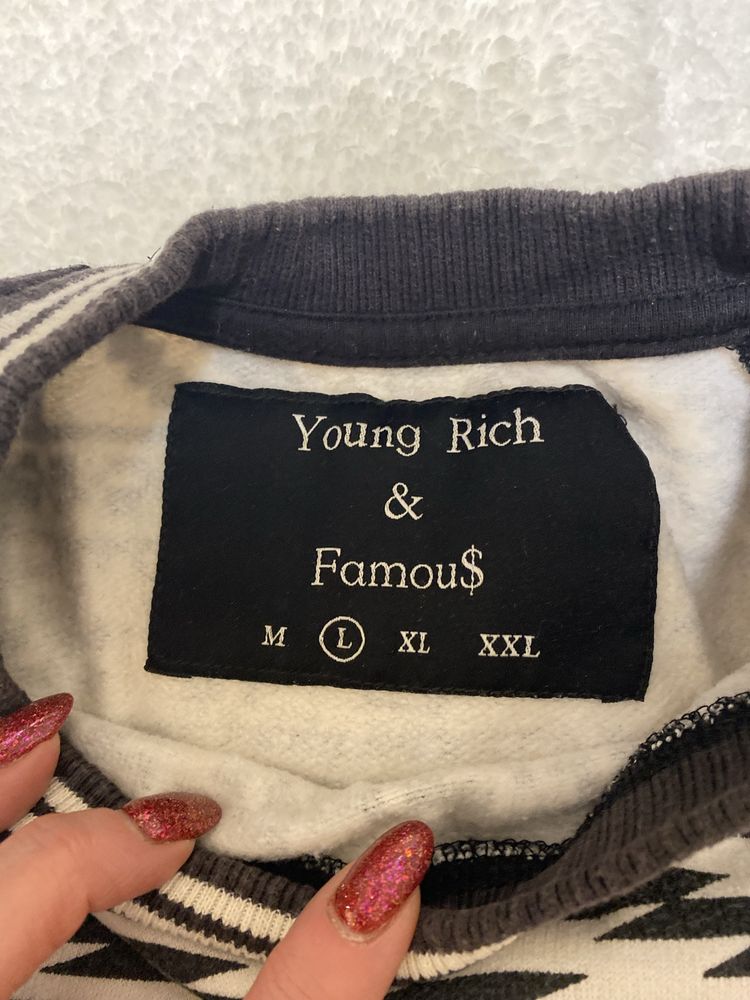 Young Rich
&
Famou$
M L XL XXL